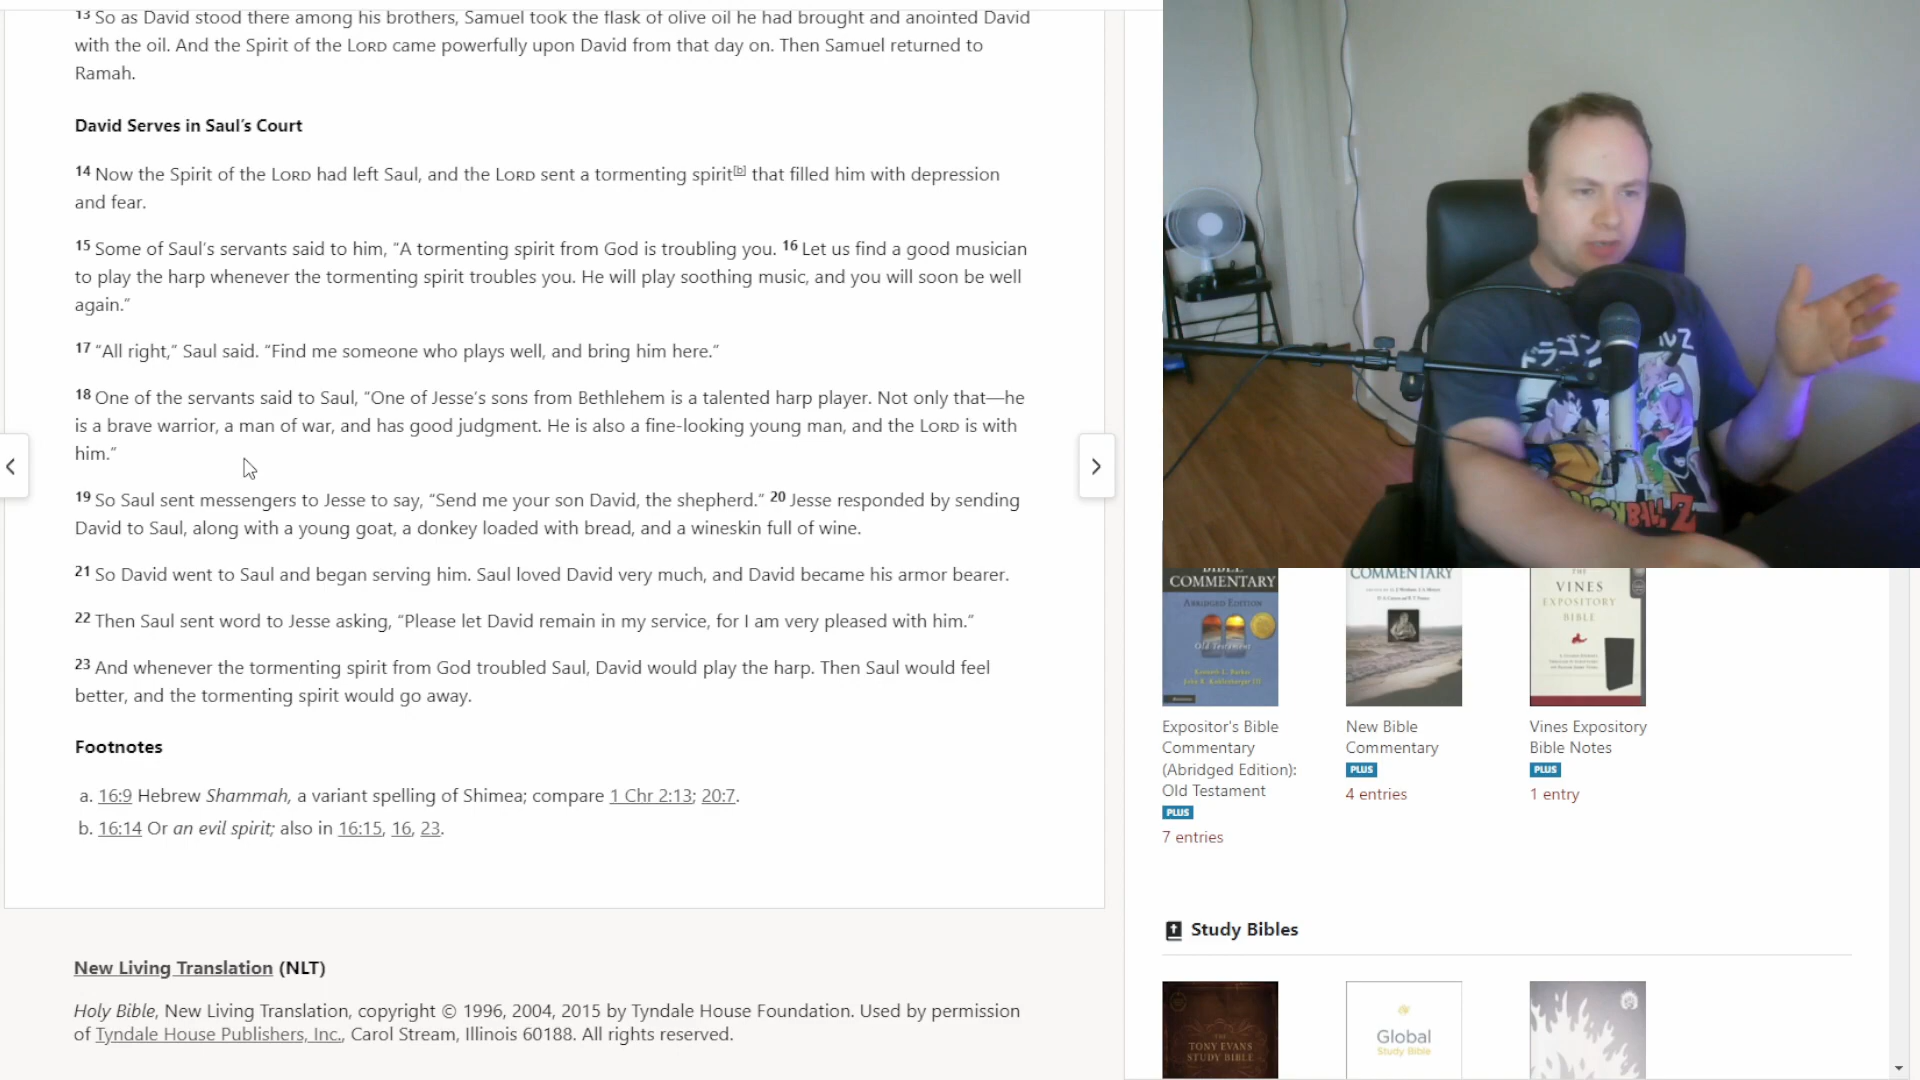 13 So as David stood there among his brothers, Samuel took the flask of olive oil he had brought and anointed David
with the oil. And the Spirit of the LORD came powerfully upon David from that day on. Then Samuel returned to
Ramah.
David Serves in Saul's Court
14 Now the Spirit of the LORD had left Saul, and the LORD sent a tormenting spirit[b] that filled him with depression
and fear.
15 Some of Saul's servants said to him, “A tormenting spirit from God is troubling you. 16 Let us find a good musician
to play the harp whenever the tormenting spirit troubles you. He will play soothing music, and you will soon be well
again.”
17 “All right,” Saul said. “Find me someone who plays well, and bring him here.”
18 One of the servants said to Saul, “One of Jesse's sons from Bethlehem is a talented harp player. Not only that—he
is a brave warrior, a man of war, and has good judgment. He is also a fine-looking young man, and the LORD is with
him.”
19 So Saul sent messengers to Jesse to say, “Send me your son David, the shepherd.” 20 Jesse responded by sending
David to Saul, along with a young goat, a donkey loaded with bread, and a wineskin full of wine.
21 So David went to Saul and began serving him. Saul loved David very much, and David became his armor bearer.
22 Then Saul sent word to Jesse asking, “Please let David remain in my service, for I am very pleased with him.”
23 And whenever the tormenting spirit from God troubled Saul, David would play the harp. Then Saul would feel
better, and the tormenting spirit would go away.
Footnotes
a. 16:9 Hebrew Shammah, a variant spelling of Shimea; compare 1 Chr 2:13; 20:7.
b. 16:14 Or an evil spirit; also in 16:15, 16, 23.
New Living Translation (NLT)
Holy Bible, New Living Translation, copyright © 1996, 2004, 2015 by Tyndale House Foundation. Used by permission
of Tyndale House Publishers, Inc., Carol Stream, Illinois 60188. All rights reserved.
ドラゴ
ルZ
BALL Z
BIBLE
COMMENTARY
ABRIDGED EDITION
Old Testament
Kenneth L. Barker
John R. Kohlenberger III
COMMENTARY
THE
VINES
EXPOSITORY
BIBLE
Expositor's Bible
Commentary
(Abridged Edition):
Old Testament
PLUS
7 entries
New Bible
Commentary
PLUS
4 entries
Vines Expository
Bible Notes
PLUS
1 entry
Study Bibles
THE
TONY EVANS
STUDY BIBLE
Global
Study Bible